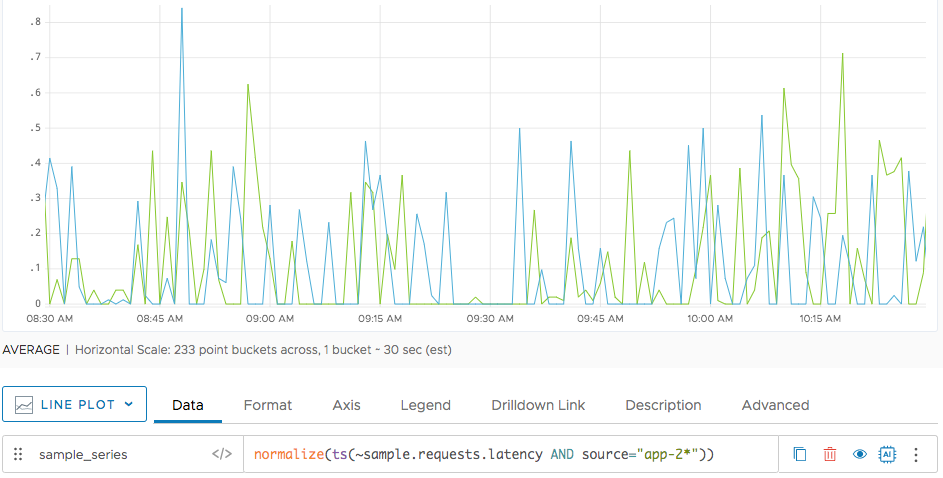 .8
.7
.6
.5
.4
.3
.2
.1
0
08:30 AM 08:45 AM 09:00 AM 09:15 AM 09:30 AM 09:45 AM 10:00 AM 10:15 AM
AVERAGE | Horizontal Scale: 233 point buckets across, 1 bucket ~ 30 sec (est)
LINE PLOT Data Format Axis Legend Drilldown Link Description Advanced
sample_series </> normalize(ts(~sample.requests.latency AND source="app-2*")) AI